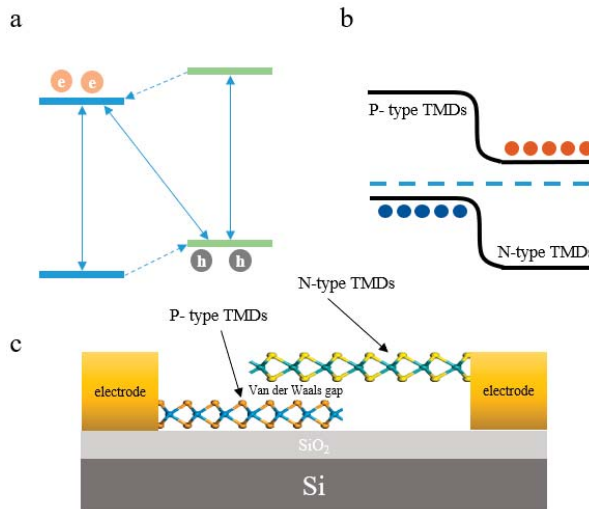 a
e e
h h
b
P- type TMDs
N-type TMDs
N-type TMDs
P- type TMDs
c
electrode
Van der Waals gap
electrode
SiO2
Si